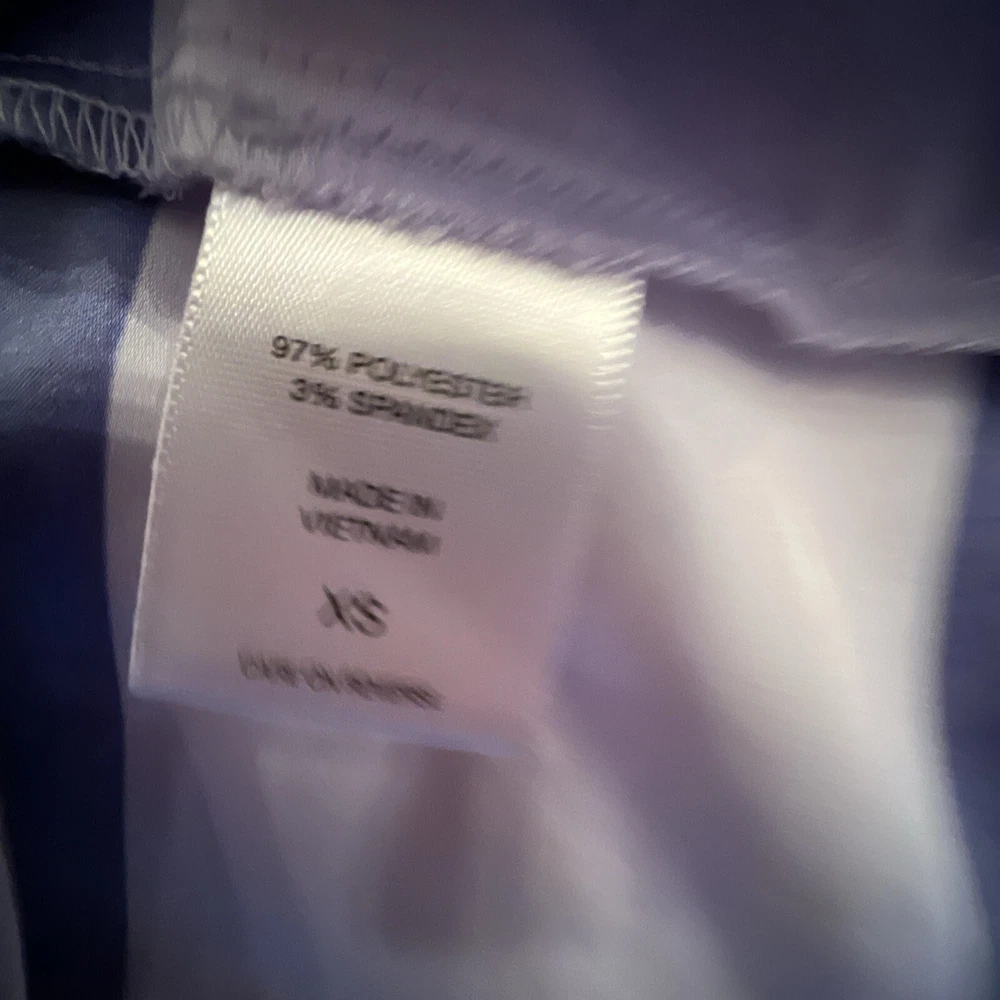 97% POLYESTER
3% SPANDEX
MADE IN
VIETNAM
XS